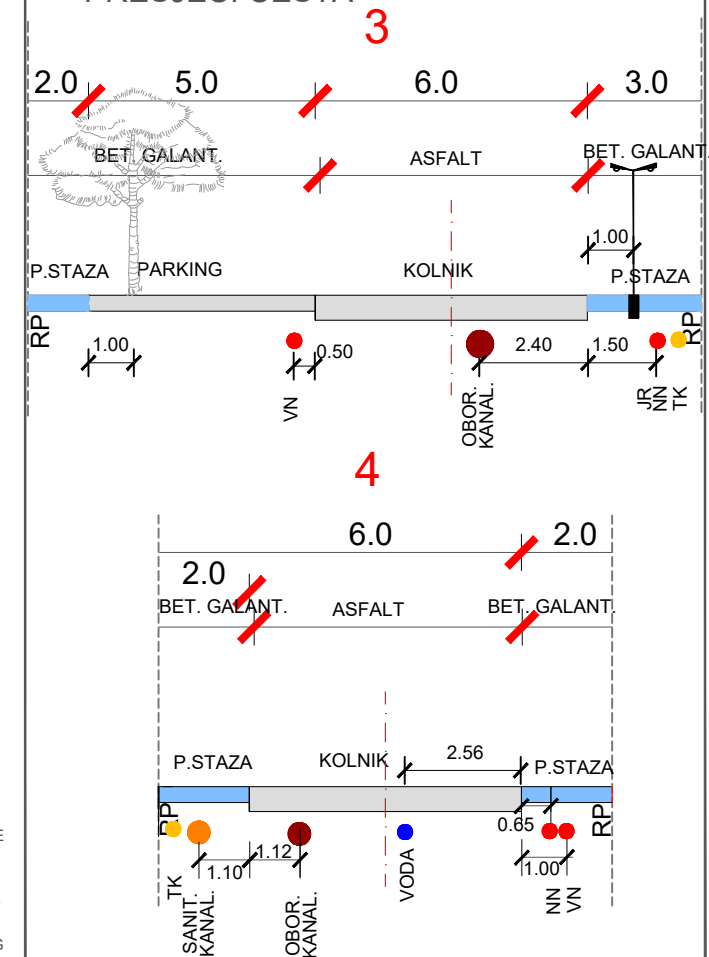 3
2.0 5.0 6.0 3.0
BET. GALANT. ASFALT BET. GALANT.
1.00
P.STAZA PARKING KOLNIK P.STAZA
RP RP
1.00 0.50 2.40 1.50
VN
OBOR.
KANAL.
JR
NN
TK
4
6.0 2.0
2.0
BET. GALANT. ASFALT BET. GALANT.
2.56
P.STAZA KOLNIK P.STAZA
RP RP
0.65
1.10 1.12 1.00
TK
SANIT.
KANAL.
OBOR.
KANAL.
VODA
NN
VN
E